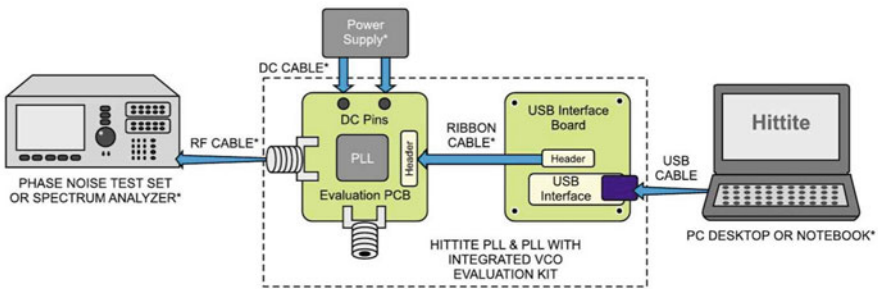 Power
Supply*
DC CABLE*
DC Pins
PLL
Header
Evaluation PCB
RF CABLE*
PHASE NOISE TEST SET
OR SPECTRUM ANALYZER*
RIBBON
CABLE*
USB Interface
Board
Header
USB
Interface
USB
CABLE
Hittite
PC DESKTOP OR NOTEBOOK*
HITTITE PLL & PLL WITH
INTEGRATED VCO
EVALUATION KIT